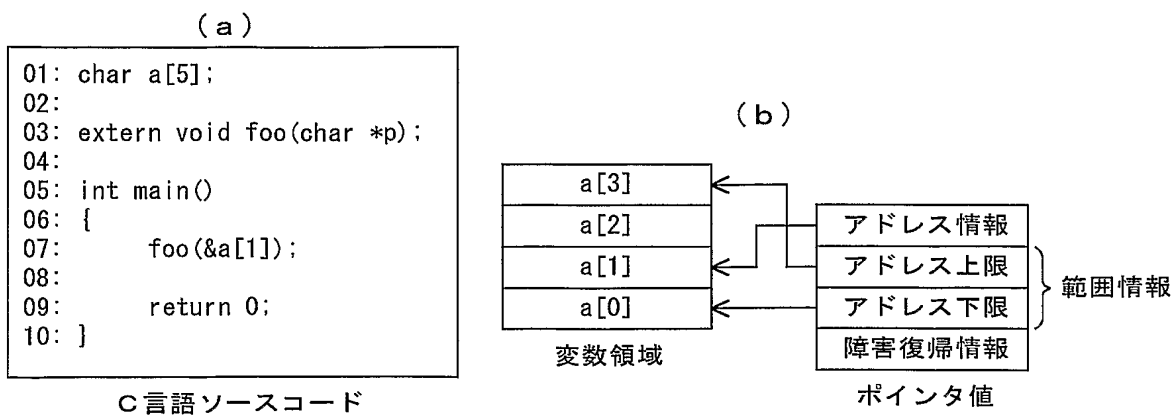 (a)
01: char a[5];
02:
03: extern void foo(char *p);
04:
05: int main()
06: {
07:     foo(&a[1]);
08:
09:     return 0;
10: }
C言語ソースコード
(b)
a[3]
a[2]
a[1]
a[0]
変数領域
アドレス情報
アドレス上限
アドレス下限
障害復帰情報
ポインタ値
範囲情報